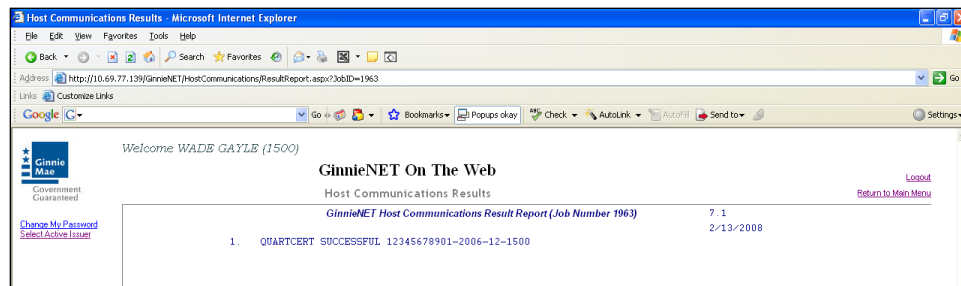 Host Communications Results - Microsoft Internet Explorer
File Edit View Favorites Tools Help
Back Search Favorites
Address http://10.69.77.139/GinnieNET/HostCommunications/ResultReport.aspx?JobID=1963 Go
Links Customize Links
Google G Go Bookmarks Popups okay ABC Check AutoLink AutoFill Send to Settings
Welcome WADE GAYLE (1500)
Ginnie
Mae
Government
Guaranteed
GinnieNET On The Web
Logout
Host Communications Results
Return to Main Menu
Change My Password
Select Active Issuer
GinnieNET Host Communications Result Report (Job Number 1963) 7.1
2/13/2008
1. QUARTCERT SUCCESSFUL 12345678901-2006-12-1500